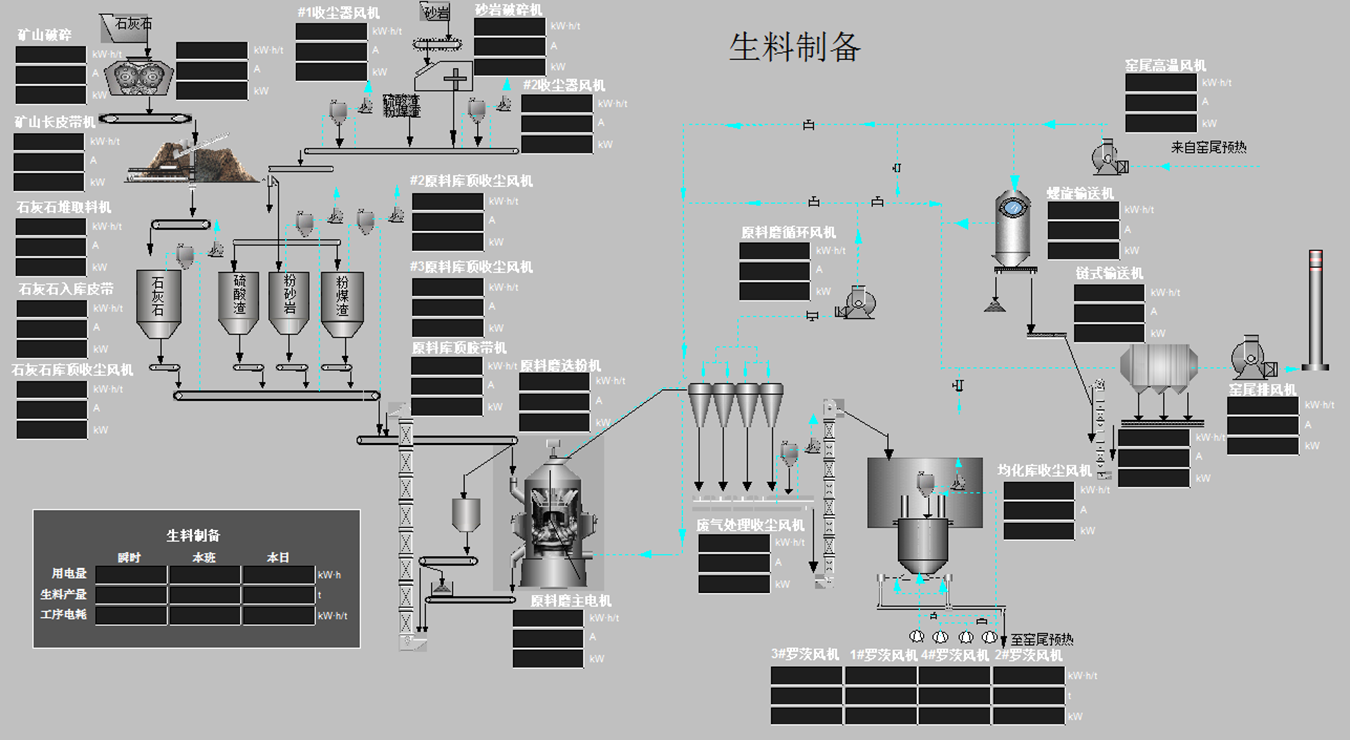 生料制备
石灰石
矿山破碎
kW·h/t
A
kW
kW·h/t
A
kW
#1收尘器风机
kW·h/t
A
kW
砂岩
砂岩破碎机
kW·h/t
A
kW
#2收尘器风机
kW·h/t
A
kW
硫酸渣
粉煤渣
矿山长皮带机
kW·h/t
A
kW
石灰石堆取料机
kW·h/t
A
kW
石灰石入库皮带
kW·h/t
A
kW
石灰石库顶收尘风机
kW·h/t
A
kW
石灰石
硫酸渣
粉砂岩
粉煤渣
#2原料库顶收尘风机
kW·h/t
A
kW
#3原料库顶收尘风机
kW·h/t
A
kW
原料库顶胶带机
kW·h/t
A
kW
原料磨选粉机
kW·h/t
A
kW
原料磨主电机
kW·h/t
A
kW
原料磨循环风机
kW·h/t
A
kW
窑尾高温风机
kW·h/t
A
kW
来自窑尾预热
螺旋输送机
kW·h/t
A
kW
链式输送机
kW·h/t
A
kW
kW·h/t
A
kW
窑尾排风机
kW·h/t
A
kW
均化库收尘风机
kW·h/t
A
kW
废气处理收尘风机
kW·h/t
A
kW
至窑尾预热
3#罗茨风机 1#罗茨风机 4#罗茨风机 2#罗茨风机
kW·h/t
t
kW
生料制备
瞬时 本班 本日
用电量 kW·h
生料产量 t
工序电耗 kW·h/t